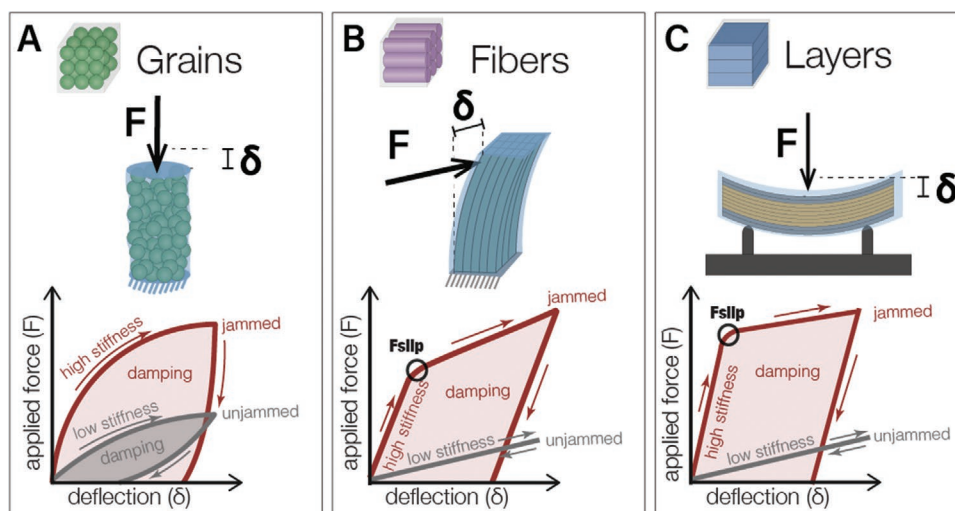 A
Grains
F
δ
applied force (F)
high stiffness
jammed
damping
low stiffness
unjammed
damping
deflection (δ)
B
Fibers
δ
F
applied force (F)
Fslip
jammed
high stiffness
damping
low stiffness
unjammed
deflection (δ)
C
Layers
F
δ
applied force (F)
Fslip
jammed
high stiffness
damping
low stiffness
unjammed
deflection (δ)